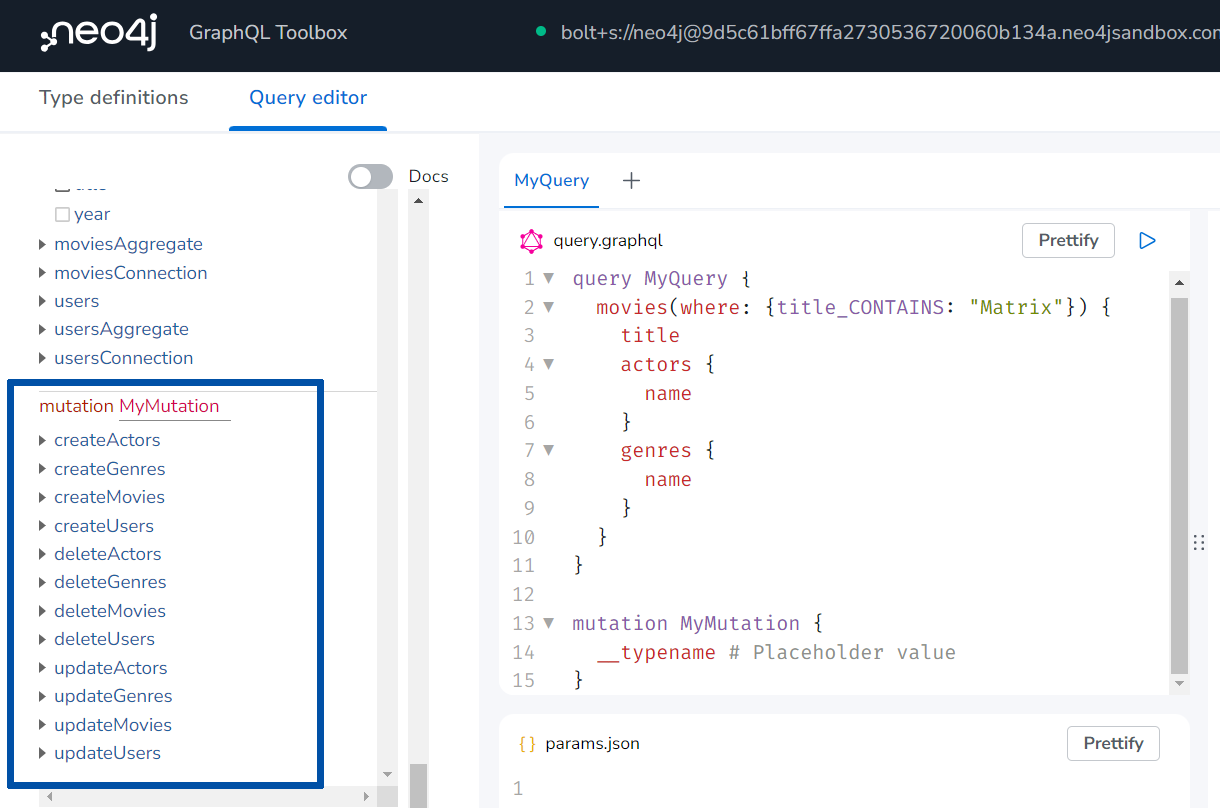 neo4j GraphQL Toolbox bolt+s://neo4j@9d5c61bff67ffa2730536720060b134a.neo4jsandbox.con
Type definitions Query editor
Docs
year
moviesAggregate
moviesConnection
users
usersAggregate
usersConnection
mutation MyMutation
createActors
createGenres
createMovies
createUsers
deleteActors
deleteGenres
deleteMovies
deleteUsers
updateActors
updateGenres
updateMovies
updateUsers
MyQuery +
query.graphql Prettify
1 query MyQuery {
2 movies(where: {title_CONTAINS: "Matrix"}) {
3 title
4 actors {
5 name
6 }
7 genres {
8 name
9 }
10 }
11 }
12
13 mutation MyMutation {
14 __typename # Placeholder value
15 }
{} params.json Prettify
1